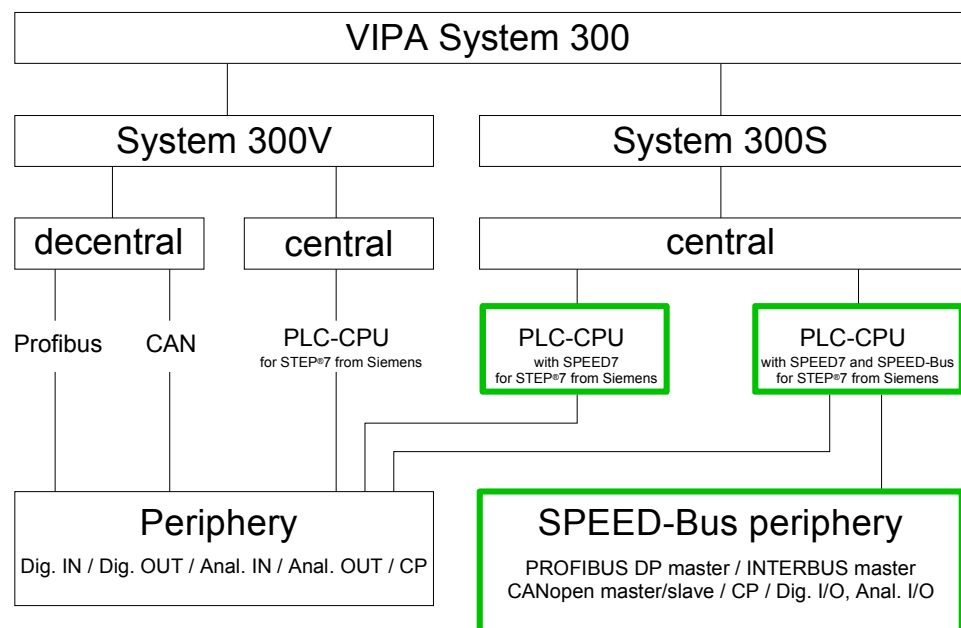 VIPA System 300
System 300V
System 300S
decentral
central
central
Profibus
CAN
PLC-CPU
for STEP®7 from Siemens
PLC-CPU
with SPEED7
for STEP®7 from Siemens
PLC-CPU
with SPEED7 and SPEED-Bus
for STEP®7 from Siemens
Periphery
Dig. IN / Dig. OUT / Anal. IN / Anal. OUT / CP
SPEED-Bus periphery
PROFIBUS DP master / INTERBUS master
CANopen master/slave / CP / Dig. I/O, Anal. I/O